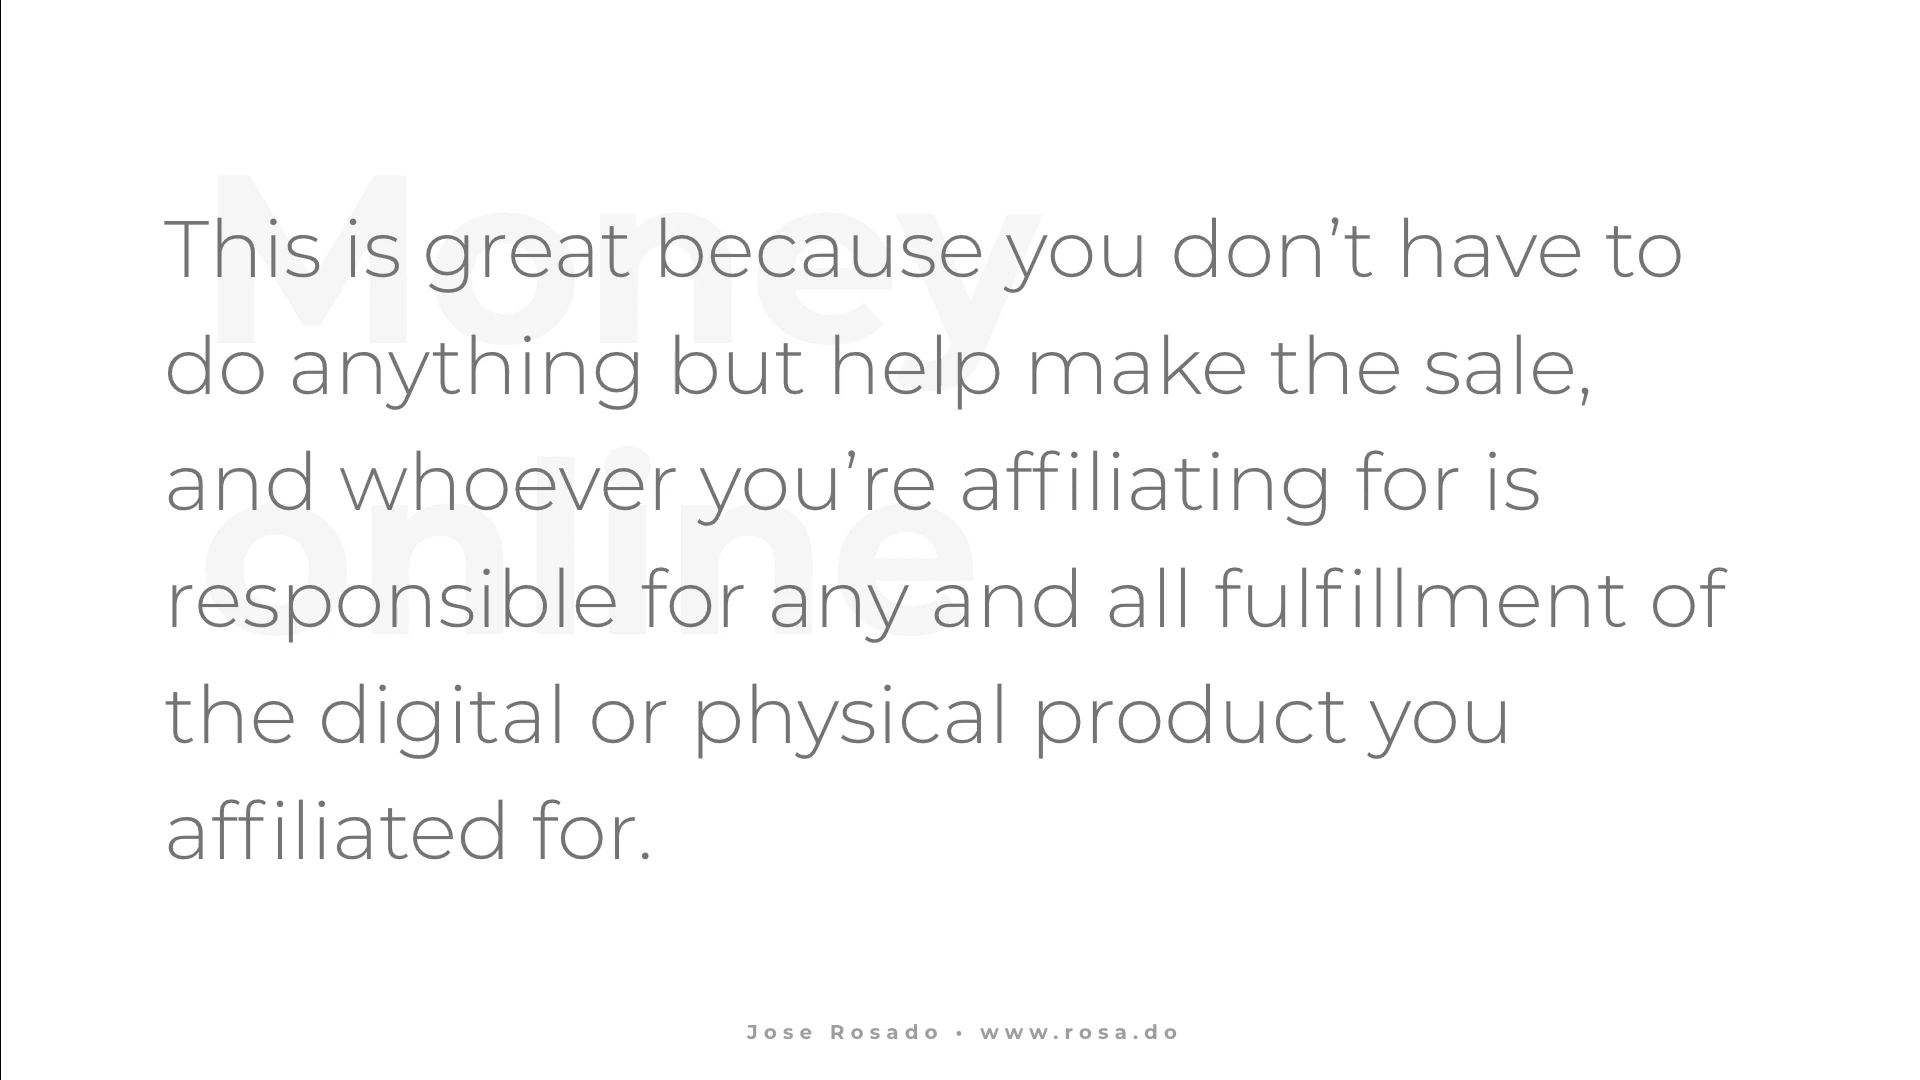 Money
online
This is great because you don’t have to
do anything but help make the sale,
and whoever you’re affiliating for is
responsible for any and all fulfillment of
the digital or physical product you
affiliated for.
Jose Rosado • www.rosa.do